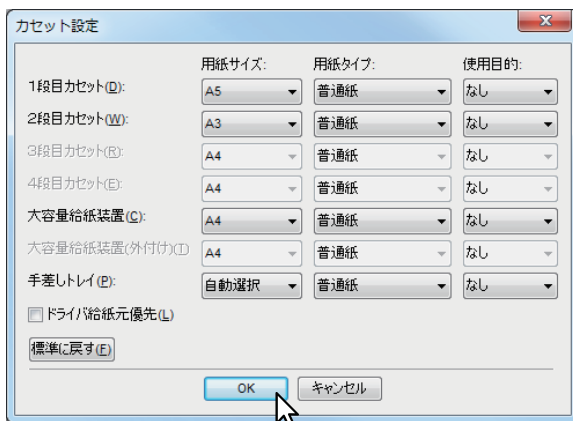 カセット設定
用紙サイズ: 用紙タイプ: 使用目的:
1段目カセット(D): A5 普通紙 なし
2段目カセット(W): A3 普通紙 なし
3段目カセット(R): A4 普通紙 なし
4段目カセット(E): A4 普通紙 なし
大容量給紙装置(C): A4 普通紙 なし
大容量給紙装置(外付け)(T) A4 普通紙 なし
手差しトレイ(P): 自動選択 普通紙 なし
ドライバ給紙元優先(L)
標準に戻す(F)
OK キャンセル